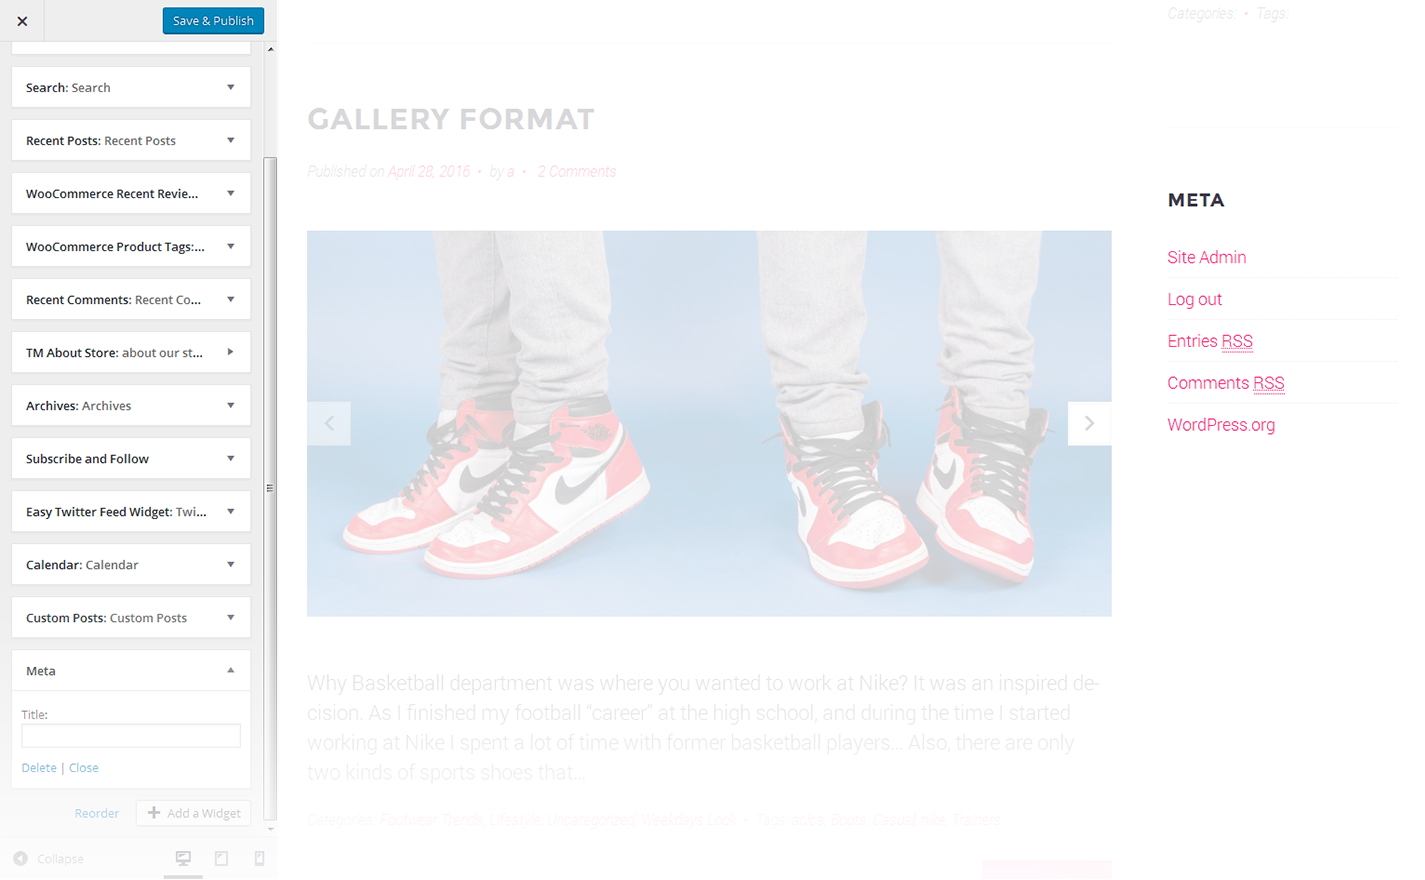 Save & Publish
Search: Search
Recent Posts: Recent Posts
WooCommerce Recent Revie...
WooCommerce Product Tags:...
Recent Comments: Recent Co...
TM About Store: about our st...
Archives: Archives
Subscribe and Follow
Easy Twitter Feed Widget: Twi...
Calendar: Calendar
Custom Posts: Custom Posts
Meta
Title:
Delete | Close
Reorder
Add a Widget
Collapse
GALLERY FORMAT
Published on April 28, 2016 • by a • 2 Comments
Why Basketball department was where you wanted to work at Nike? It was an inspired de-
cision. As I finished my football “career” at the high school, and during the time I started
working at Nike I spent a lot of time with former basketball players... Also, there are only
two kinds of sports shoes that...
Categories: Footwear Trends, Lifestyle, Uncategorized, Weekdays Look • Tags: Boots, Casual, Trainers
Categories: • Tags:
META
Site Admin
Log out
Entries RSS
Comments RSS
WordPress.org